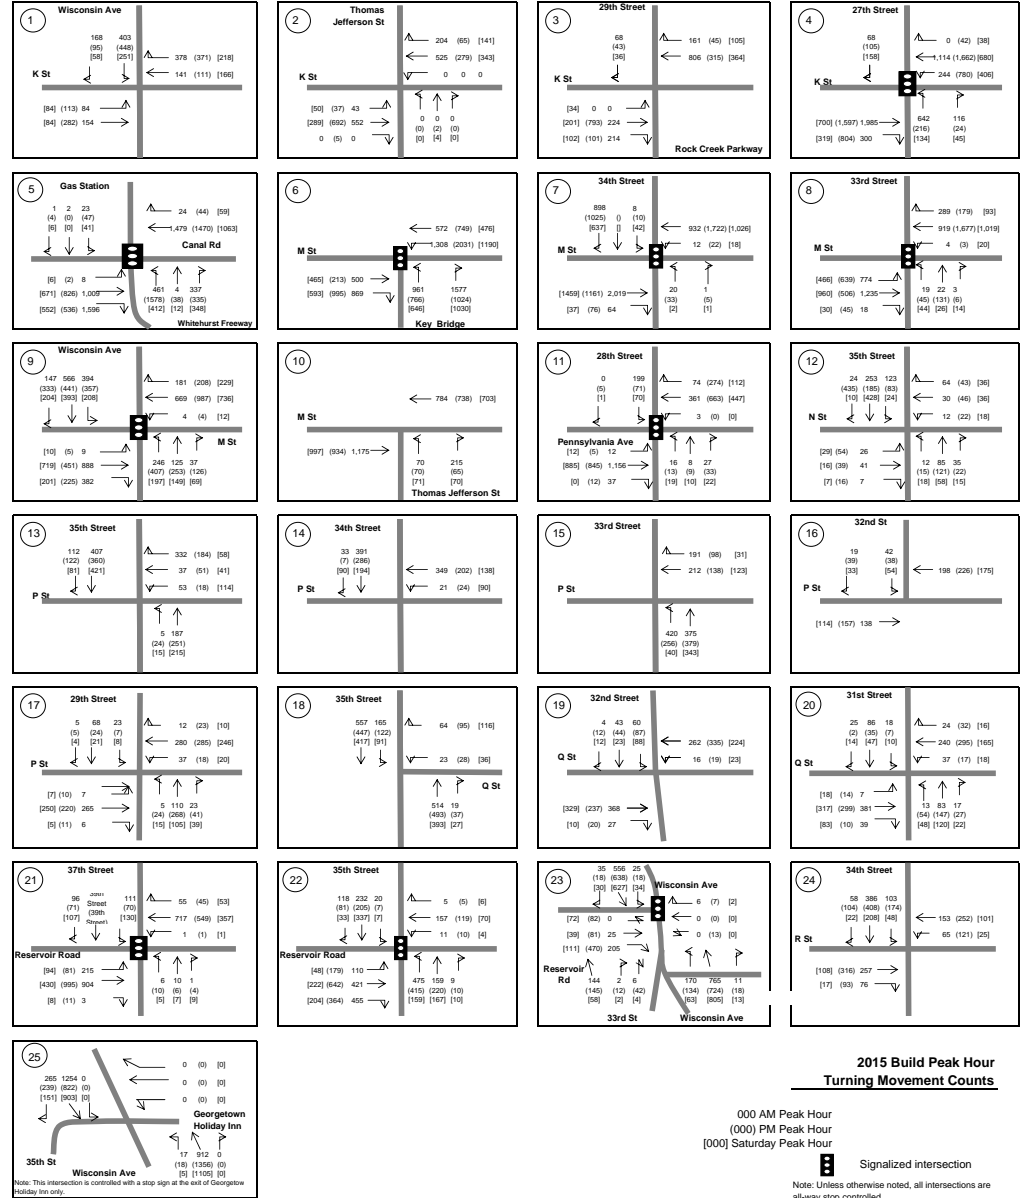 1
Wisconsin Ave
168 403
(95) (448)
[58] [251]
378 (371) [218]
141 (111) [166]
K St
[84] (113) 84
[84] (282) 154
2
Thomas
Jefferson St
204 (65) [141]
525 (279) [343]
0 0 0
K St
[50] (37) 43
[289] (692) 552
0 (5) 0
0 0 0
(0) (2) (0)
[0] [4] [0]
3
29th Street
68
(43)
[36]
161 (45) [105]
806 (315) [364]
K St
[34] 0 0
[201] (793) 224
[102] (101) 214
Rock Creek Parkway
4
27th Street
68
(105)
[158]
0 (42) [38]
1,114 (1,662) [680]
244 (780) [406]
K St
[700] (1,597) 1,985
[319] (804) 300
642 116
(216) (24)
[134] [45]
5
Gas Station
1 2 23
(4) (0) (47)
[6] [0] [41]
24 (44) [59]
1,479 (1470) [1063]
Canal Rd
[6] (2) 8
[671] (826) 1,009
[552] (536) 1,596
461 4 337
(1578) (38) (335)
[412] [12] [348]
Whitehurst Freeway
6
572 (749) [476]
1,308 (2031) [1190]
M St
[465] (213) 500
[593] (995) 869
961 1577
(766) (1024)
[646] [1030]
Key Bridge
7
34th Street
898 8
(1025) () (10)
[637] [] [42]
932 (1,722) [1,026]
12 (22) [18]
M St
[1459] (1161) 2,019
[37] (76) 64
20 1
(33) (5)
[2] [1]
8
33rd Street
289 (179) [93]
919 (1,677) [1,019]
4 (3) [20]
M St
[466] (639) 774
[960] (506) 1,235
[30] (45) 18
19 22 3
(45) (131) (6)
[44] [26] [14]
9
Wisconsin Ave
147 566 394
(333) (441) (357)
[204] [393] [208]
181 (208) [229]
669 (987) [736]
4 (4) [12]
M St
[10] (5) 9
[719] (451) 888
[201] (225) 382
246 125 37
(407) (253) (126)
[197] [149] [69]
10
784 (738) [703]
M St
[997] (934) 1,175
70 215
(70) (65)
[71] [70]
Thomas Jefferson St
11
28th Street
0 199
(5) (71)
[1] [70]
74 (274) [112]
361 (663) [447]
3 (0) [0]
Pennsylvania Ave
[12] (5) 12
[885] (845) 1,156
[0] (12) 37
16 8 27
(13) (9) (33)
[19] [10] [22]
12
35th Street
24 253 123
(435) (185) (83)
[10] [428] [24]
64 (43) [36]
30 (46) [36]
12 (22) [18]
N St
[29] (54) 26
[16] (39) 41
[7] (16) 7
12 85 35
(15) (121) (22)
[18] [58] [15]
13
35th Street
112 407
(122) (360)
[81] [421]
332 (184) [58]
37 (51) [41]
53 (18) [114]
P St
5 187
(24) (251)
[15] [215]
14
34th Street
33 391
(7) (286)
[90] [194]
349 (202) [138]
21 (24) [90]
P St
15
33rd Street
191 (98) [31]
212 (138) [123]
P St
420 375
(256) (379)
[40] [343]
16
32nd St
19 42
(39) (38)
[33] [54]
198 (226) [175]
P St
[114] (157) 138
17
29th Street
5 68 23
(5) (24) (7)
[4] [21] [8]
12 (23) [10]
280 (285) [246]
37 (18) [20]
P St
[7] (10) 7
[250] (220) 265
[5] (11) 6
5 110 23
(24) (268) (41)
[15] [105] [39]
18
35th Street
557 165
(447) (122)
[417] [91]
64 (95) [116]
23 (28) [36]
Q St
514 19
(493) (37)
[393] [27]
19
32nd Street
4 43 60
(12) (44) (87)
[12] [23] [88]
262 (335) [224]
16 (19) [23]
Q St
[329] (237) 368
[10] (20) 27
20
31st Street
25 86 18
(2) (35) (7)
[14] [47] [10]
24 (32) [16]
240 (295) [165]
37 (17) [18]
Q St
[18] (14) 7
[317] (299) 381
[83] (10) 39
13 83 17
(54) (147) (27)
[48] [120] [22]
21
37th Street
96 Street 111
(71) (39th (70)
[107] Street) [130]
55 (45) [53]
717 (549) [357]
1 (1) [1]
Reservoir Road
[94] (81) 215
[430] (995) 904
[8] (11) 3
6 10 1
(10) (6) (4)
[5] [7] [9]
22
35th Street
118 232 20
(81) (205) (7)
[33] [337] [7]
5 (5) [6]
157 (119) [70]
11 (10) [4]
Reservoir Road
[48] (179) 110
[222] (642) 421
[204] (364) 455
475 159 9
(415) (220) (10)
[159] [167] [10]
23
35 556 25
(18) (638) (18)
[30] [627] [34]
Wisconsin Ave
6 (7) [2]
0 (0) [0]
0 (13) [0]
[72] (82) 0
[39] (81) 25
[111] (470) 205
Reservoir
Rd
144 2 6
(145) (12) (42)
[58] [2] [4]
170 765 11
(134) (724) (18)
[63] [805] [13]
33rd St
Wisconsin Ave
24
34th Street
58 386 103
(104) (408) (174)
[22] [208] [48]
153 (252) [101]
65 (121) [25]
R St
[108] (316) 257
[17] (93) 76
25
265 1254 0
(239) (822) (0)
[151] [903] [0]
0 (0) [0]
0 (0) [0]
0 (0) [0]
Georgetown
Holiday Inn
17 912 0
(18) (1356) (0)
[5] [1105] [0]
35th St
Wisconsin Ave
Note: This intersection is controlled with a stop sign at the exit of Georgetow
Holiday Inn only.
2015 Build Peak Hour
Turning Movement Counts
000 AM Peak Hour
(000) PM Peak Hour
[000] Saturday Peak Hour
Signalized intersection
Note: Unless otherwise noted, all intersections are
all-way stop controlled